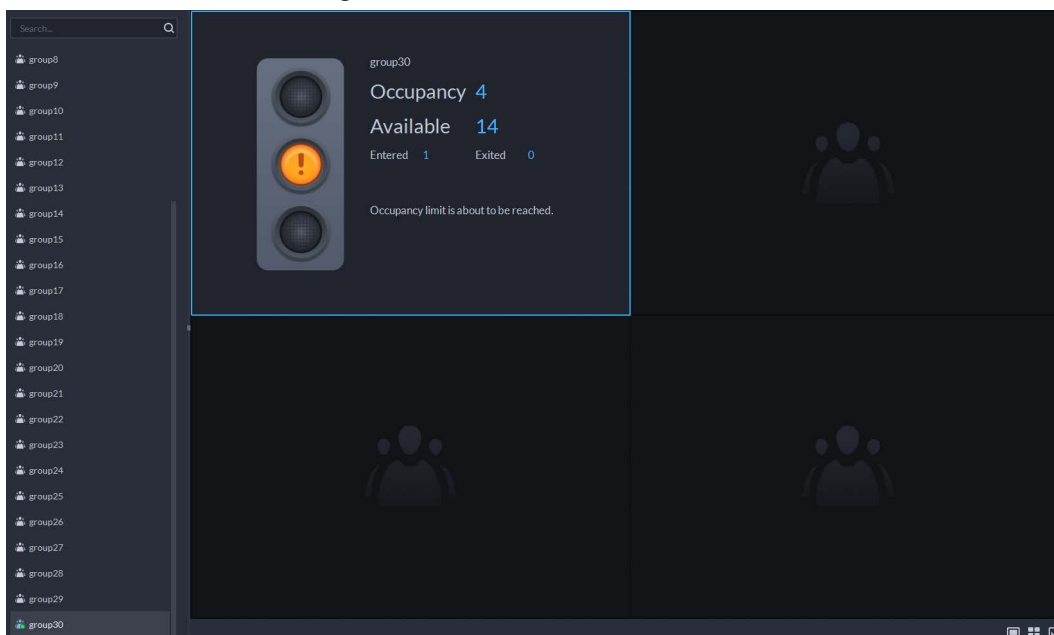 Search...
group8
group9
group10
group11
group12
group13
group14
group15
group16
group17
group18
group19
group20
group21
group22
group23
group24
group25
group26
group27
group28
group29
group30
group30
Occupancy 4
Available 14
Entered 1 Exited 0
Occupancy limit is about to be reached.